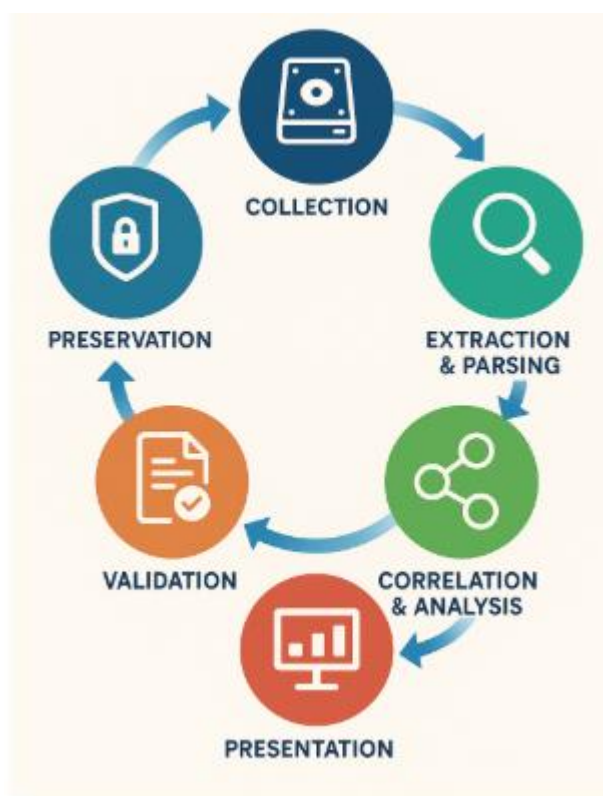 COLLECTION
PRESERVATION
EXTRACTION
& PARSING
VALIDATION
CORRELATION
& ANALYSIS
PRESENTATION